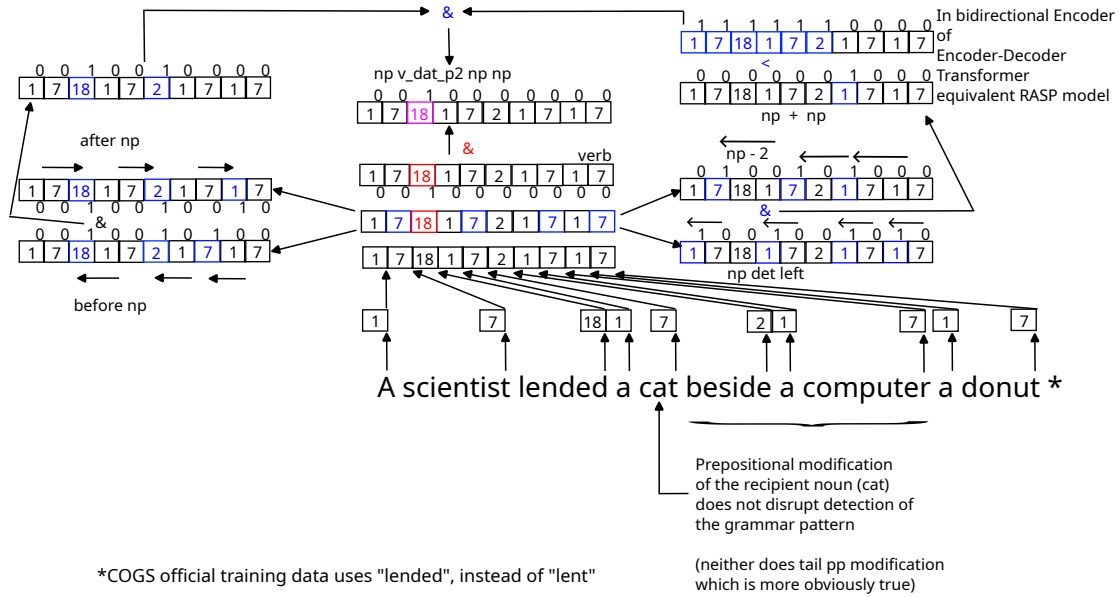 &
In bidirectional Encoder
of
Encoder-Decoder
Transformer
equivalent RASP model
1 1 1 1 1 1 0 0 0 0
1 7 18 1 7 2 1 7 1 7
<
0 0 0 0 0 0 1 0 0 0
1 7 18 1 7 2 1 7 1 7
np + np
0 0 1 0 0 1 0 0 0 0
1 7 18 1 7 2 1 7 1 7
np v_dat_p2 np np
0 0 1 0 0 0 0 0 0 0
1 7 18 1 7 2 1 7 1 7
&
verb
1 7 18 1 7 2 1 7 1 7
0 0 1 0 0 0 0 0 0 0
after np
1 7 18 1 7 2 1 7 1 7
0 0 1 0 0 1 0 0 1 0
&
0 0 1 0 0 1 0 1 0 0
1 7 18 1 7 2 1 7 1 7
before np
np - 2
0 1 0 0 1 0 1 0 0 0
1 7 18 1 7 2 1 7 1 7
&
1 0 0 1 0 0 1 0 1 0
1 7 18 1 7 2 1 7 1 7
np det left
1 7 18 1 7 2 1 7 1 7
1 7 18 1 7 2 1 7 1 7
1 7 18 1 7 2 1 7 1 7
A scientist lended a cat beside a computer a donut *
Prepositional modification
of the recipient noun (cat)
does not disrupt detection of
the grammar pattern
(neither does tail pp modification
which is more obviously true)
*COGS official training data uses "lended", instead of "lent"